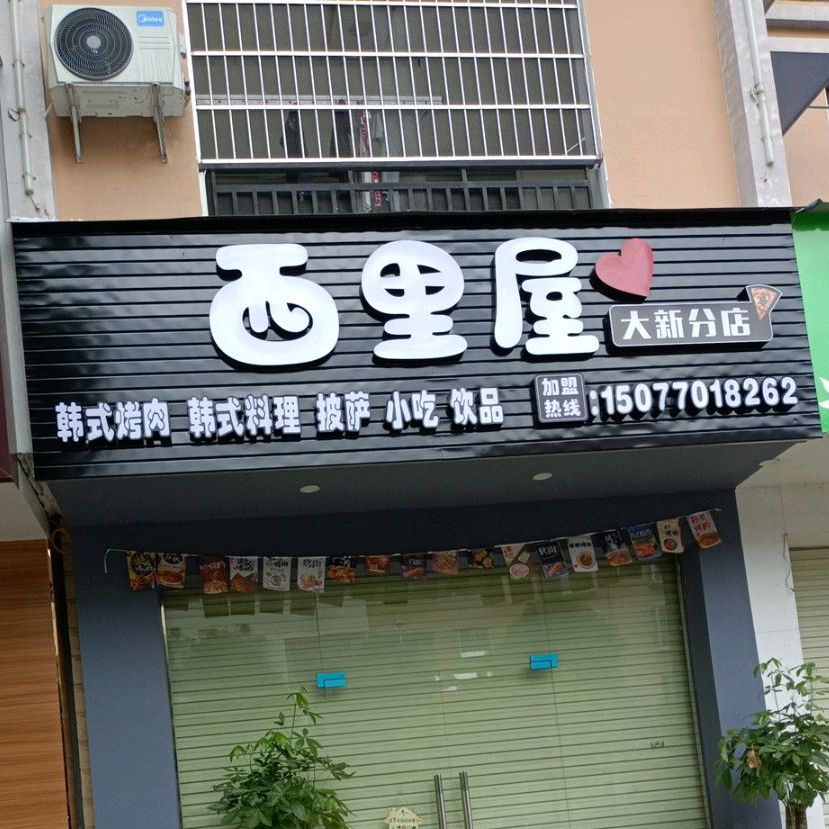 Midea
西里屋
大新分店
韩式烤肉 韩式料理 披萨 小吃 饮品
加盟热线:15077018262